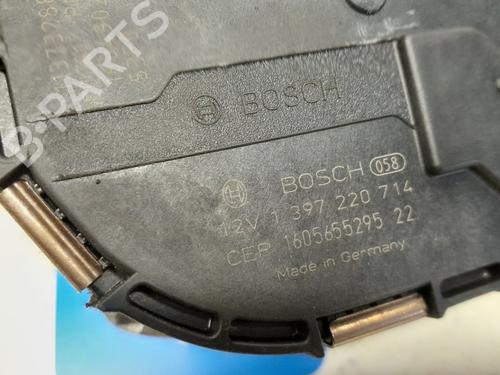 B-PARTS
BOSCH
BOSCH 058
12V 1 397 220 714
CEP 1605655295 22
Made in Germany